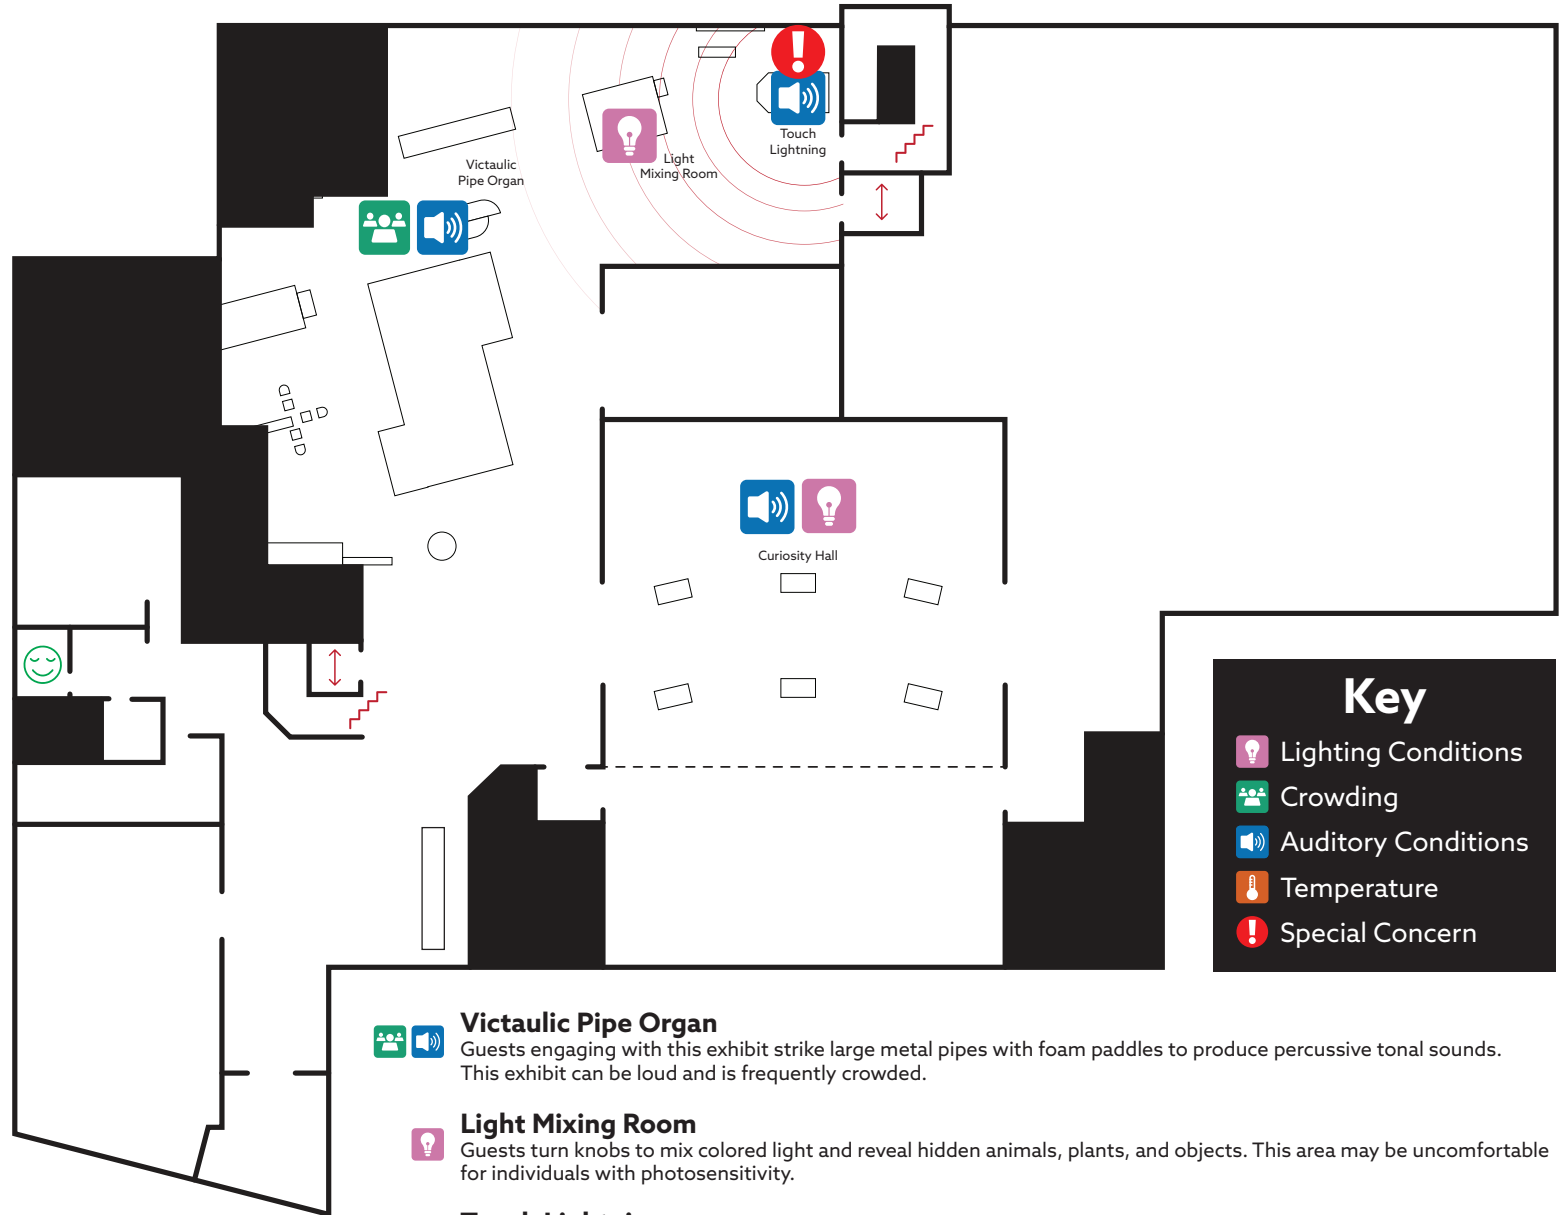 Touch
Lightning
Victaulic
Pipe Organ
Light
Mixing Room
Curiosity Hall
Key
Lighting Conditions
Crowding
Auditory Conditions
Temperature
Special Concern
Victaulic Pipe Organ
Guests engaging with this exhibit strike large metal pipes with foam paddles to produce percussive tonal sounds.
This exhibit can be loud and is frequently crowded.
Light Mixing Room
Guests turn knobs to mix colored light and reveal hidden animals, plants, and objects. This area may be uncomfortable
for individuals with photosensitivity.
Touch Lightning